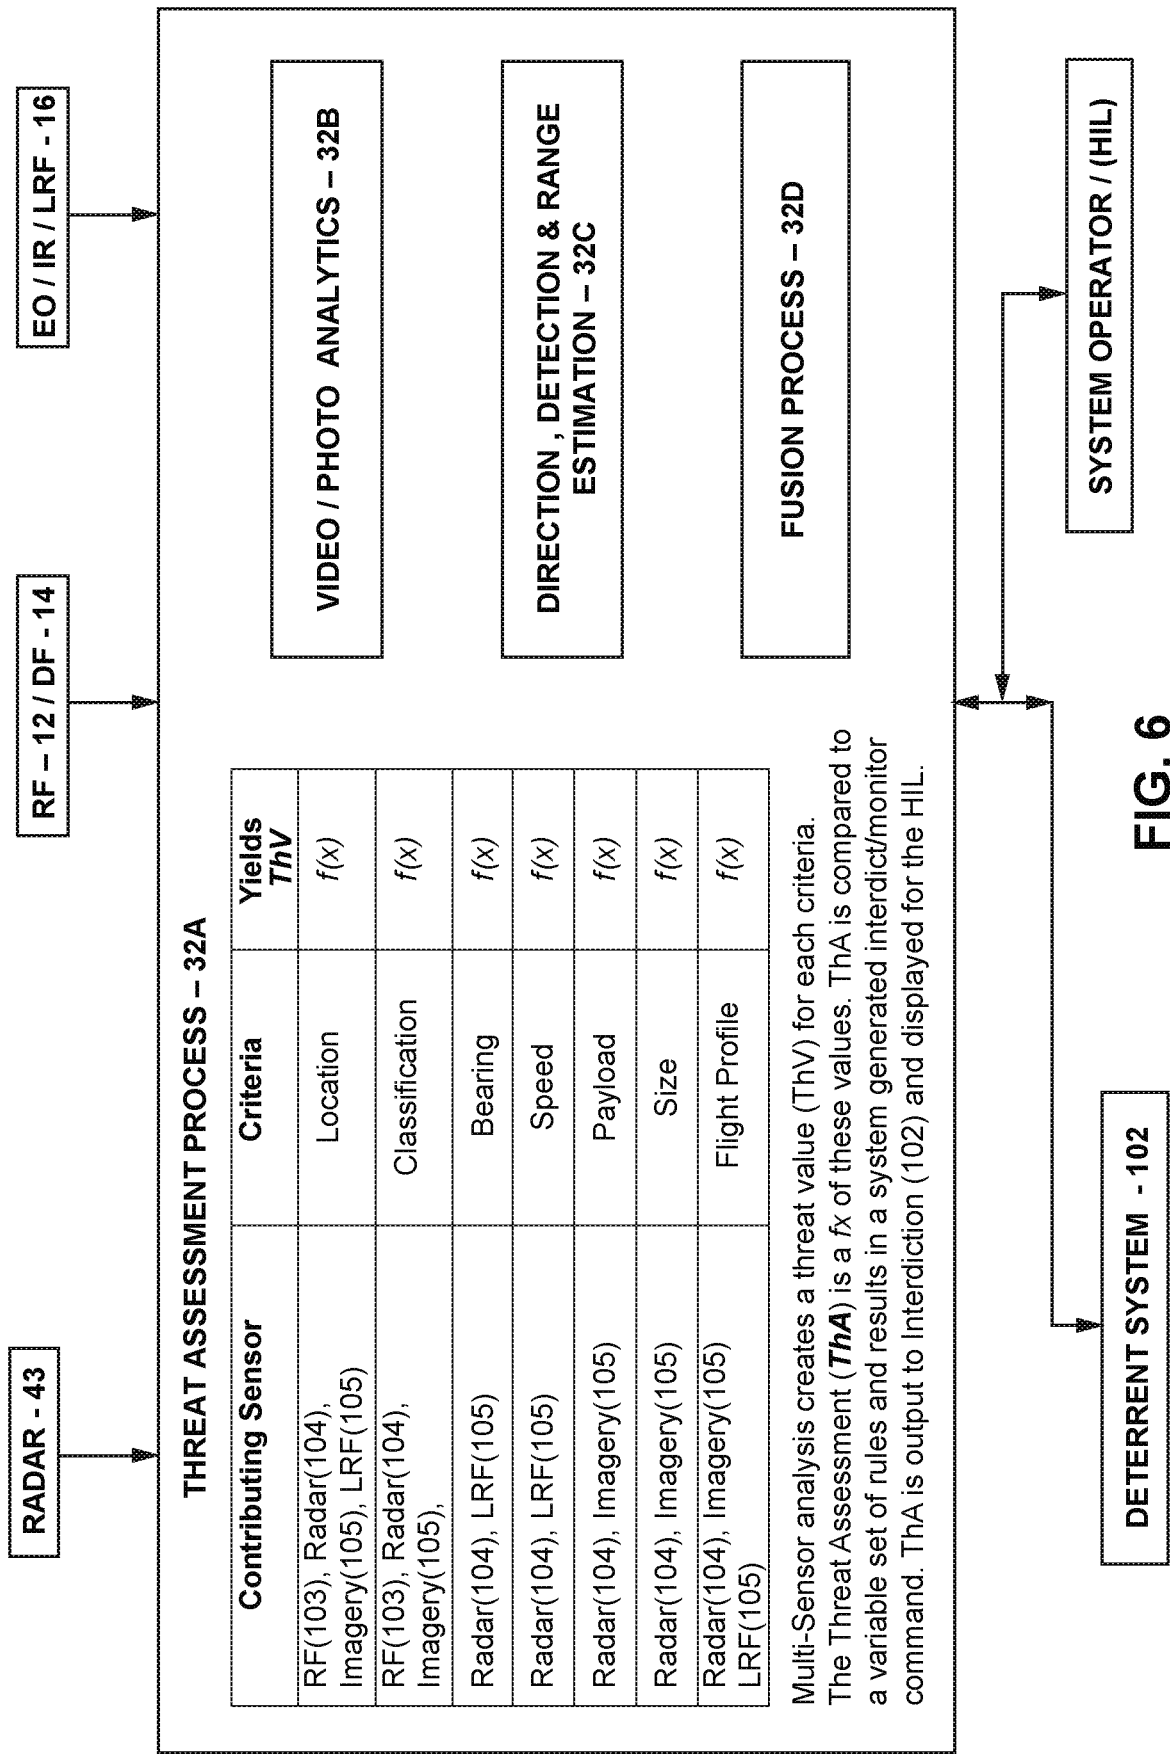 RADAR - 43
RF – 12 / DF - 14
EO / IR / LRF - 16
THREAT ASSESSMENT PROCESS – 32A
Contributing Sensor
Criteria
Yields
ThV
RF(103), Radar(104),
Imagery(105), LRF(105)
Location
f(x)
RF(103), Radar(104),
Imagery(105),
Classification
f(x)
Radar(104), LRF(105)
Bearing
f(x)
Radar(104), LRF(105)
Speed
f(x)
Radar(104), Imagery(105)
Payload
f(x)
Radar(104), Imagery(105)
Size
f(x)
Radar(104), Imagery(105)
LRF(105)
Flight Profile
f(x)
Multi-Sensor analysis creates a threat value (ThV) for each criteria.
The Threat Assessment (ThA) is a fx of these values. ThA is compared to
a variable set of rules and results in a system generated interdict/monitor
command. ThA is output to Interdiction (102) and displayed for the HIL.
VIDEO / PHOTO ANALYTICS – 32B
DIRECTION , DETECTION & RANGE
ESTIMATION – 32C
FUSION PROCESS – 32D
DETERRENT SYSTEM - 102
SYSTEM OPERATOR / (HIL)
FIG. 6